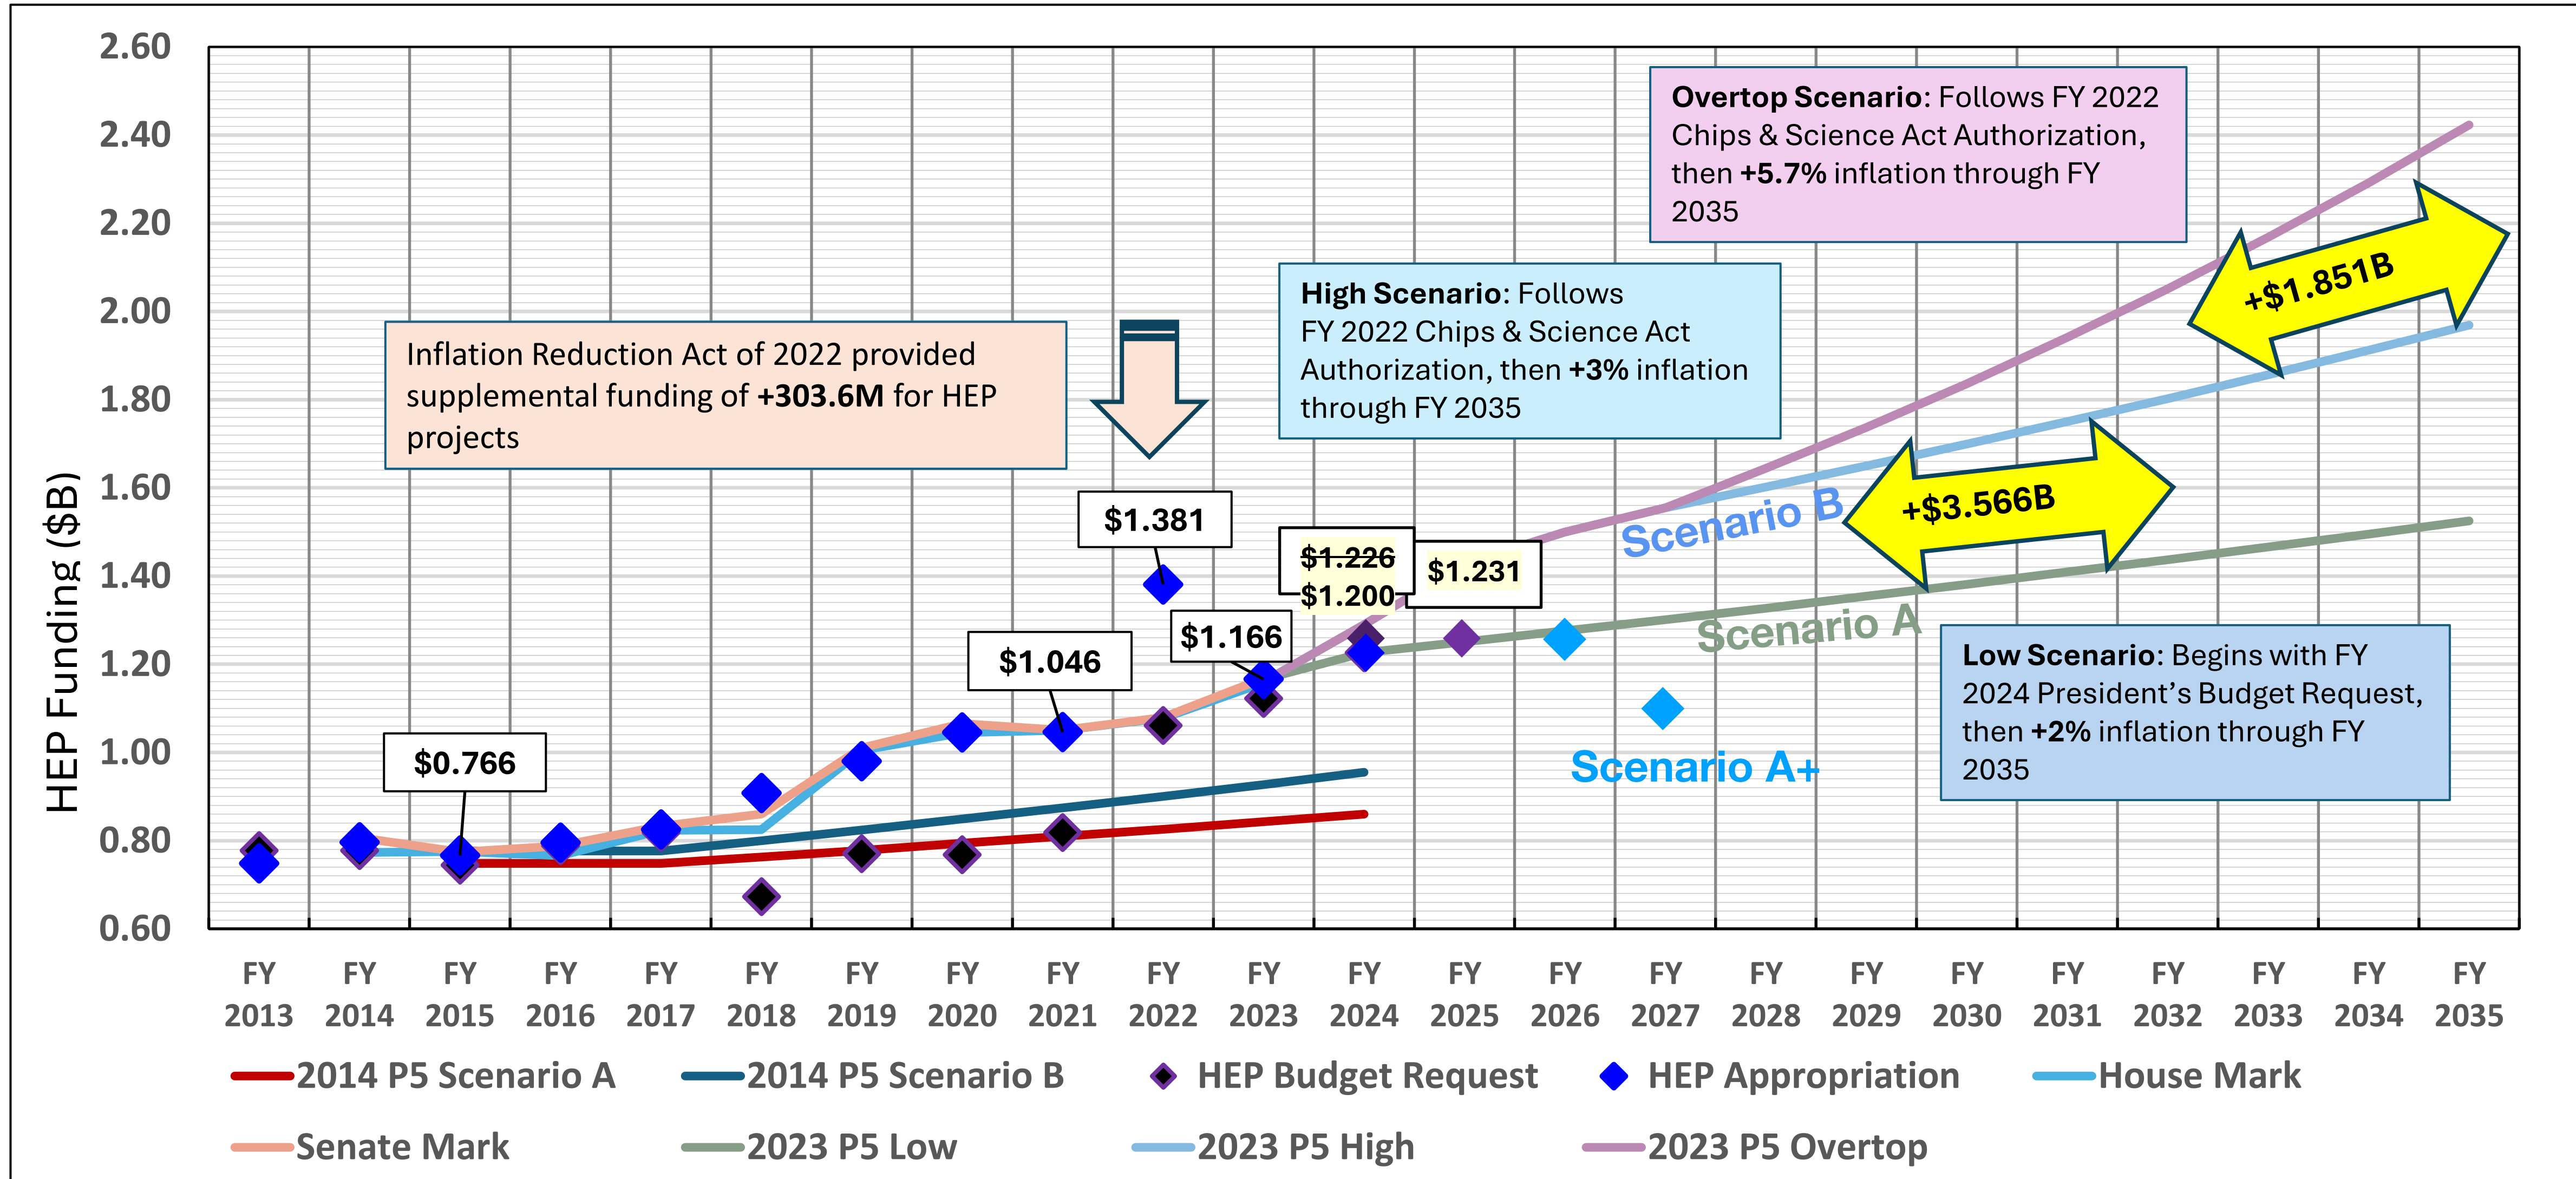 2.60
2.40
2.20
2.00
1.80
1.60
1.40
1.20
1.00
0.80
0.60
HEP Funding ($B)
Overtop Scenario: Follows FY 2022
Chips & Science Act Authorization,
then +5.7% inflation through FY
2035
High Scenario: Follows
FY 2022 Chips & Science Act
Authorization, then +3% inflation
through FY 2035
Inflation Reduction Act of 2022 provided
supplemental funding of +303.6M for HEP
projects
+$1.851B
+$3.566B
Scenario B
$1.381
$1.226
$1.200
$1.231
$1.166
$1.046
$0.766
Scenario A
Low Scenario: Begins with FY
2024 President’s Budget Request,
then +2% inflation through FY
2035
Scenario A+
FY FY FY FY FY FY FY FY FY FY FY FY FY FY FY FY FY FY FY FY FY FY FY
2013 2014 2015 2016 2017 2018 2019 2020 2021 2022 2023 2024 2025 2026 2027 2028 2029 2030 2031 2032 2033 2034 2035
2014 P5 Scenario A 2014 P5 Scenario B HEP Budget Request HEP Appropriation House Mark
Senate Mark 2023 P5 Low 2023 P5 High 2023 P5 Overtop